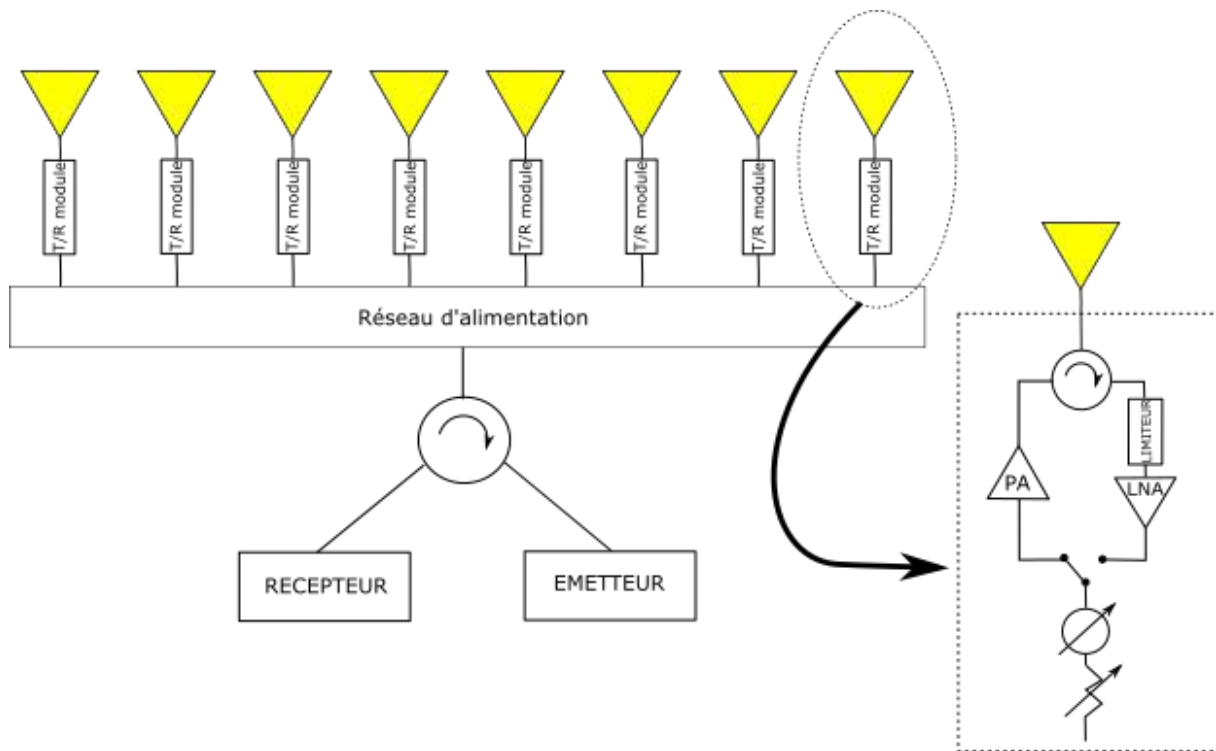 T/R module
T/R module
T/R module
T/R module
T/R module
T/R module
T/R module
T/R module
Réseau d'alimentation
RECEPTEUR
EMETTEUR
LIMITEUR
PA
LNA